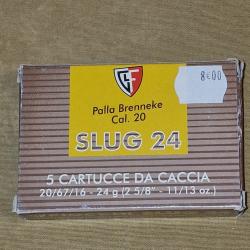 8€00
Palla Brenneke
Cal. 20
SLUG 24
5 CARTUCCE DA CACCIA
20/67/16 - 24 g (2 5/8" - 11/13 oz.)